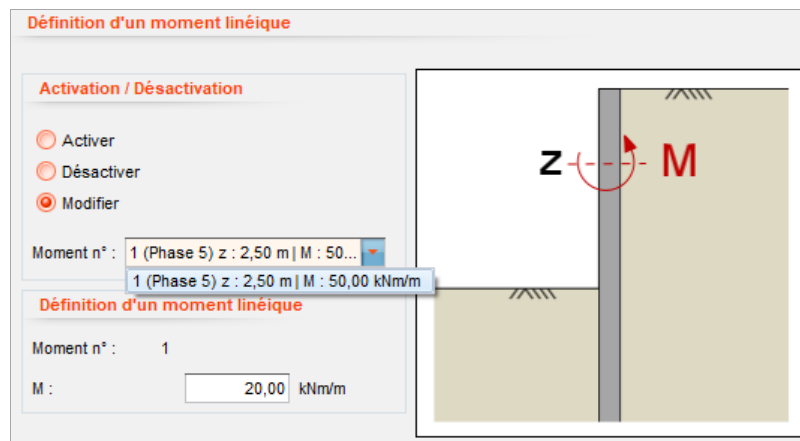 Définition d'un moment linéique
Activation / Désactivation
Activer
Désactiver
Modifier
Moment n° : 1 (Phase 5) z : 2,50 m | M : 50...
1 (Phase 5) z : 2,50 m | M : 50,00 kNm/m
Définition d'un moment linéique
Moment n° : 1
M : 20,00 kNm/m
z M